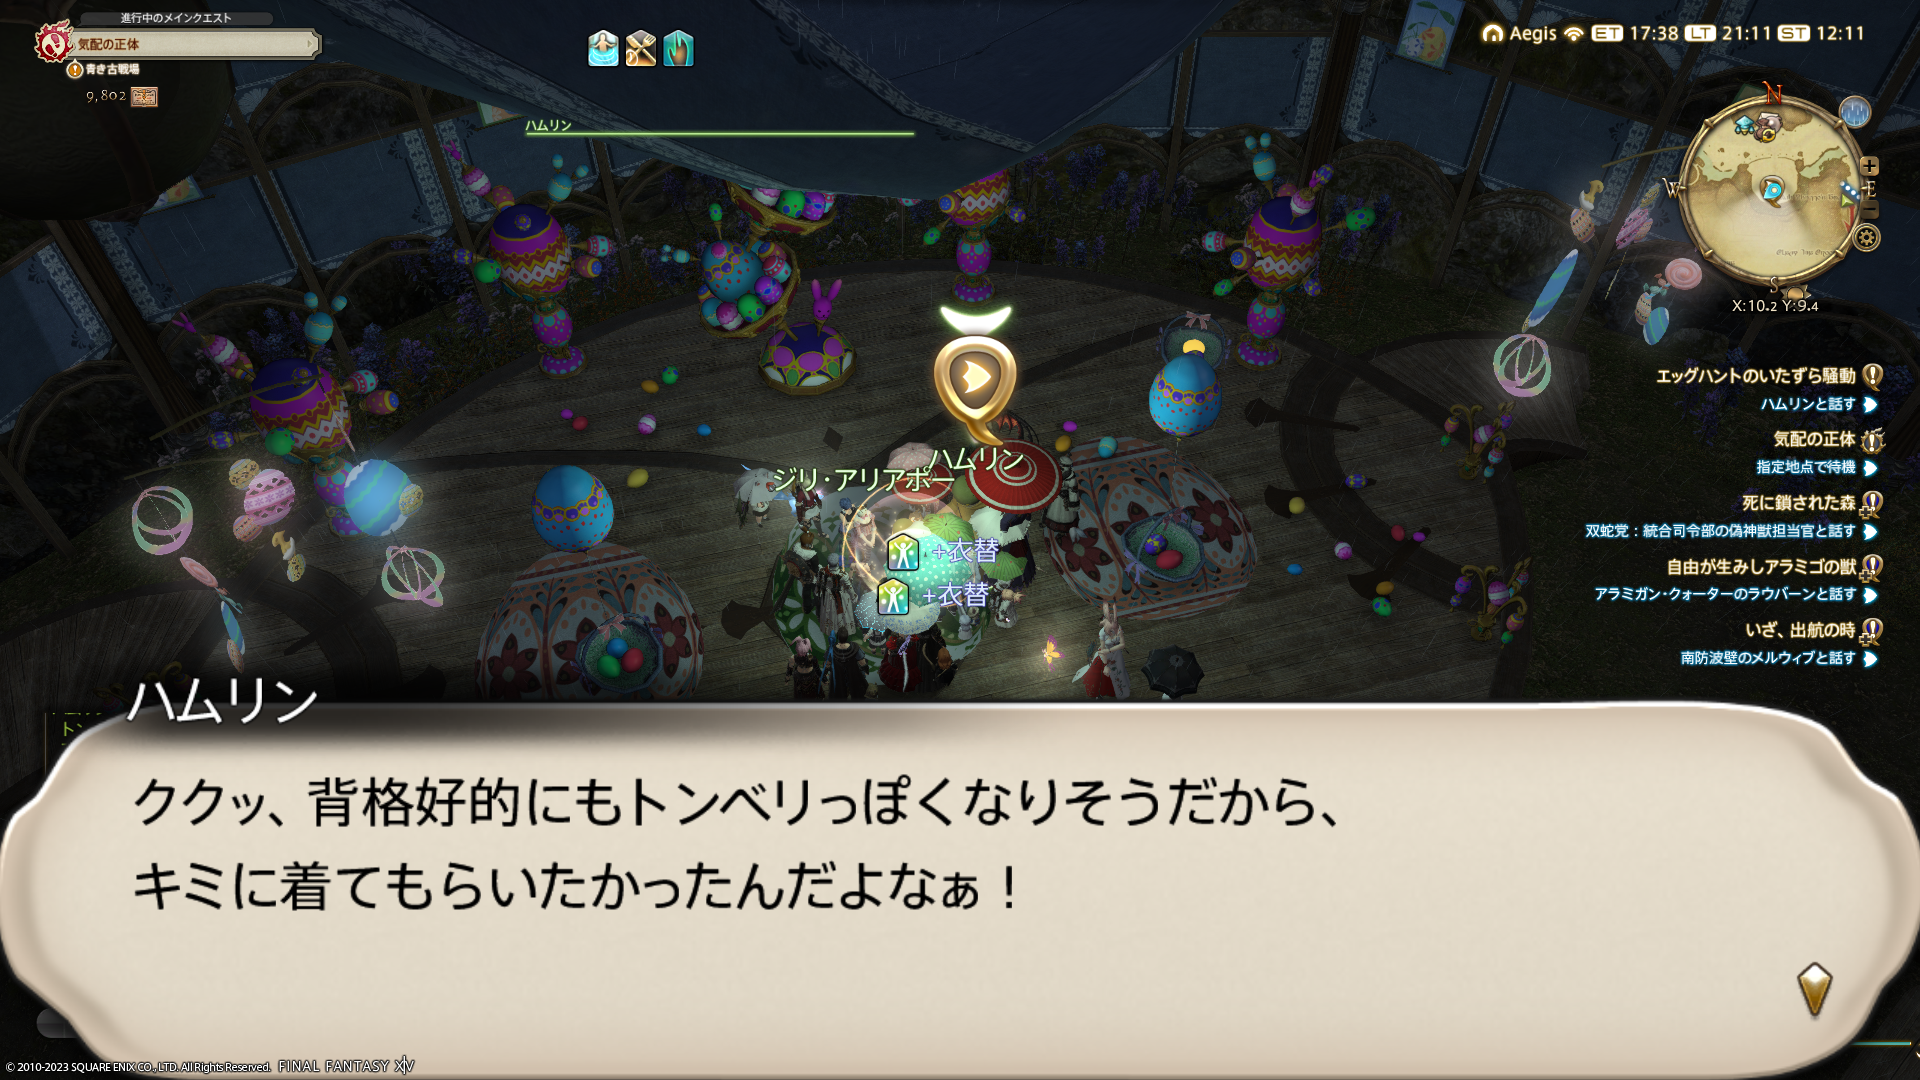 進行中のメインクエスト
気配の正体
青き古戦場
9,802
Aegis ET 17:38 LT 21:11 ST 12:11
ハムリン
N
W
E
S
X:10.2 Y:9.4
エッグハントのいたずら騒動
ハムリンと話す
気配の正体
指定地点で待機
死に鎖された森
双蛇党：統合司令部の偽神獣担当官と話す
自由が生みしアラミゴの獣
アラミガン・クォーターのラウバーンと話す
いざ、出航の時
南防波壁のメルウィブと話す
ハムリン
ジリ・アリアポー
+衣替
+衣替
ハムリン
ククッ、背格好的にもトンベリっぽくなりそうだから、
キミに着てもらいたかったんだよなぁ！
© 2010-2023 SQUARE ENIX CO., LTD. All Rights Reserved. FINAL FANTASY XIV